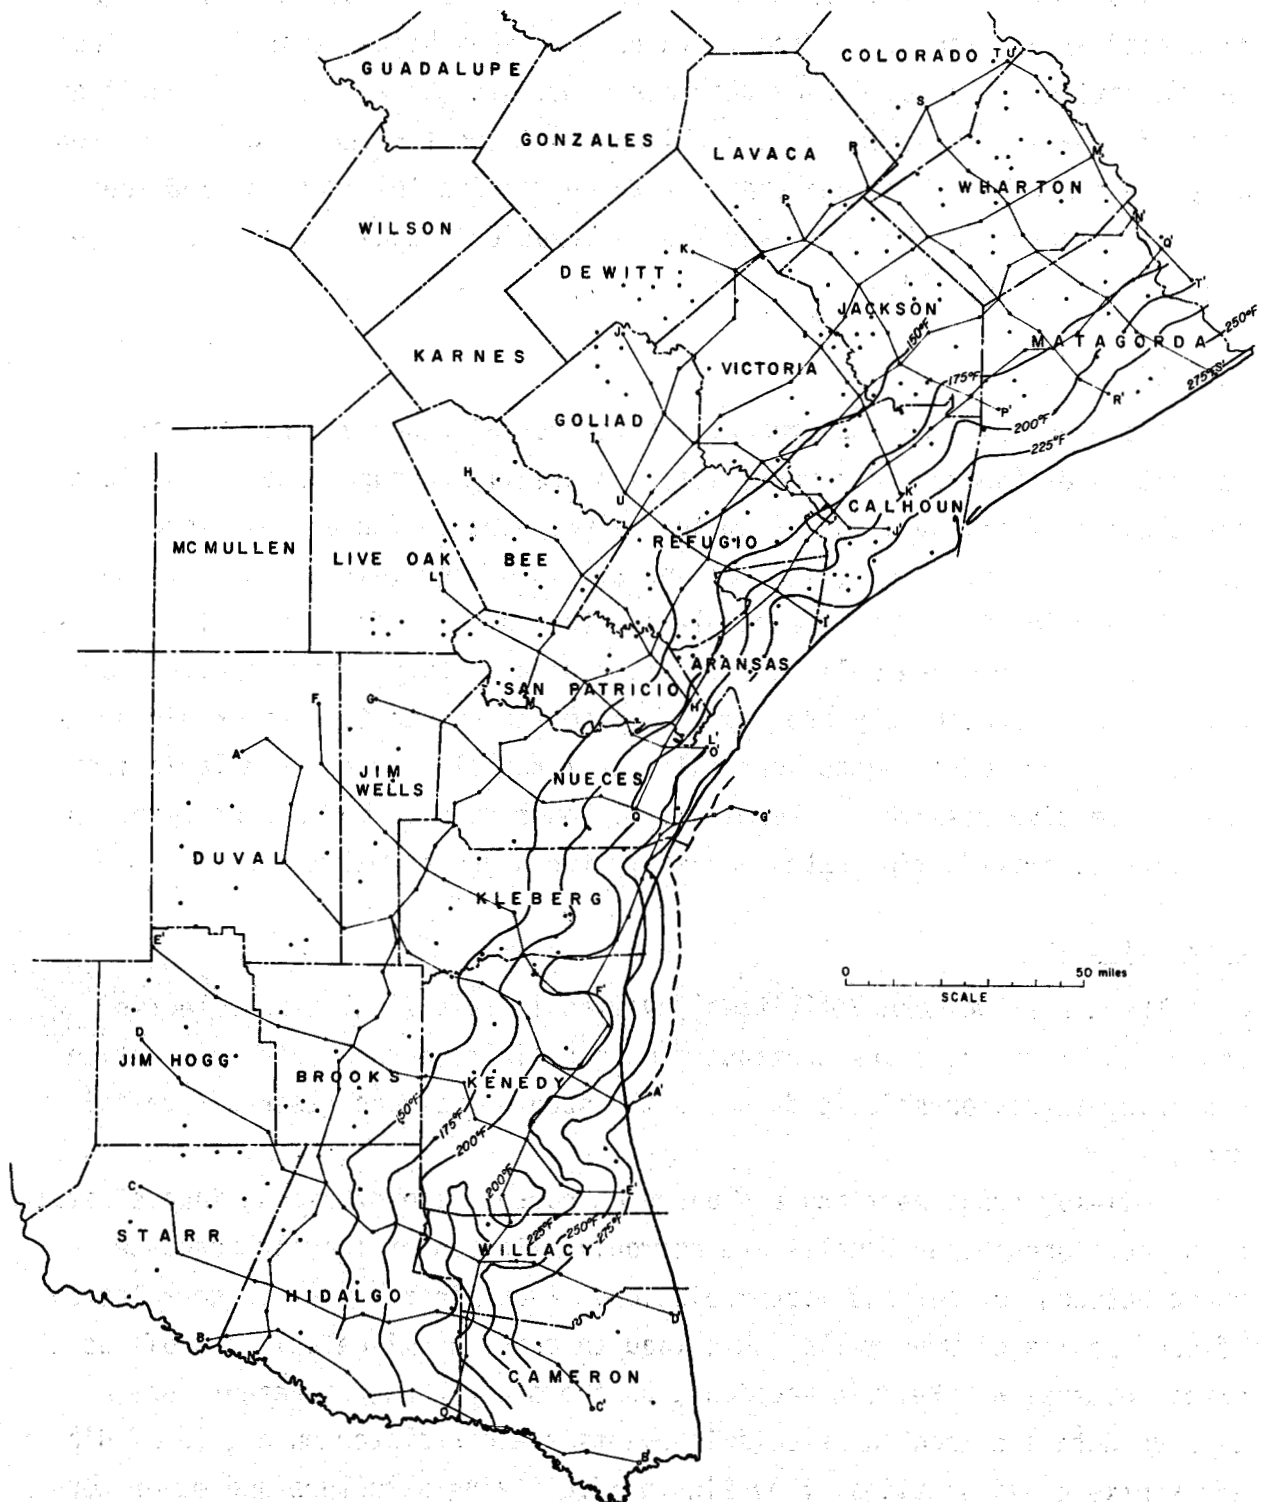 COLORADO
T
U'
GUADALUPE
S
GONZALES
R
LAVACA
M'
WHARTON
P
WILSON
N'
K
Q'
DEWITT
T'
JACKSON
J
150°F
250°F
MATAGORDA
KARNES
VICTORIA
175°F
275°F
S'
GOLIAD
P'
R'
I
200°F
225°F
H
U
K'
CALHOUN
J'
MCMULLEN
LIVE OAK
BEE
REFUGIO
L
I'
ARANSAS
SAN PATRICIO
F
G
M
H'
A
L'
O'
JIM
WELLS
NUECES
Q
G'
DUVAL
KLEBERG
E'
0
50 miles
SCALE
F'
D
JIM HOGG
BROOKS
KENEDY
150°F
A'
175°F
200°F
C
200°F
E'
STARR
225°F
250°F
275°F
WILLACY
HIDALGO
D'
B
N
CAMERON
O
C'
B'